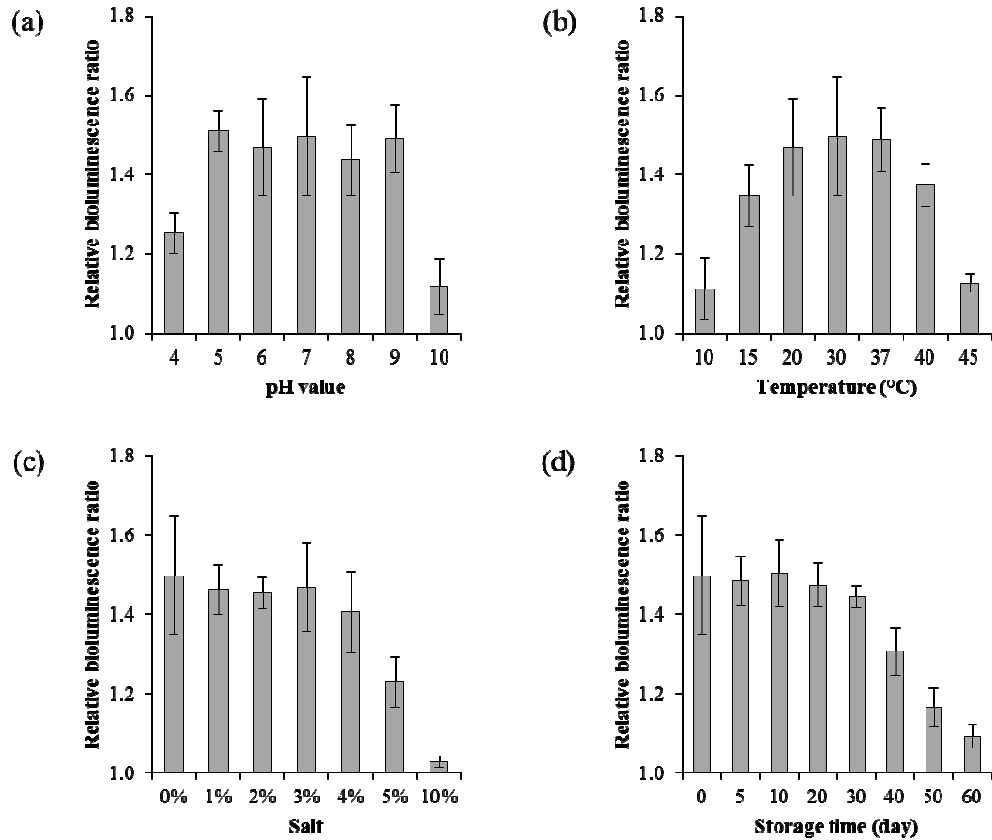 (a)
Relative bioluminescence ratio
1.8
1.6
1.4
1.2
1.0
4 5 6 7 8 9 10
pH value
(b)
Relative bioluminescence ratio
1.8
1.6
1.4
1.2
1.0
10 15 20 30 37 40 45
Temperature (°C)
(c)
Relative bioluminescence ratio
1.8
1.6
1.4
1.2
1.0
0% 1% 2% 3% 4% 5% 10%
Salt
(d)
Relative bioluminescence ratio
1.8
1.6
1.4
1.2
1.0
0 5 10 20 30 40 50 60
Storage time (day)